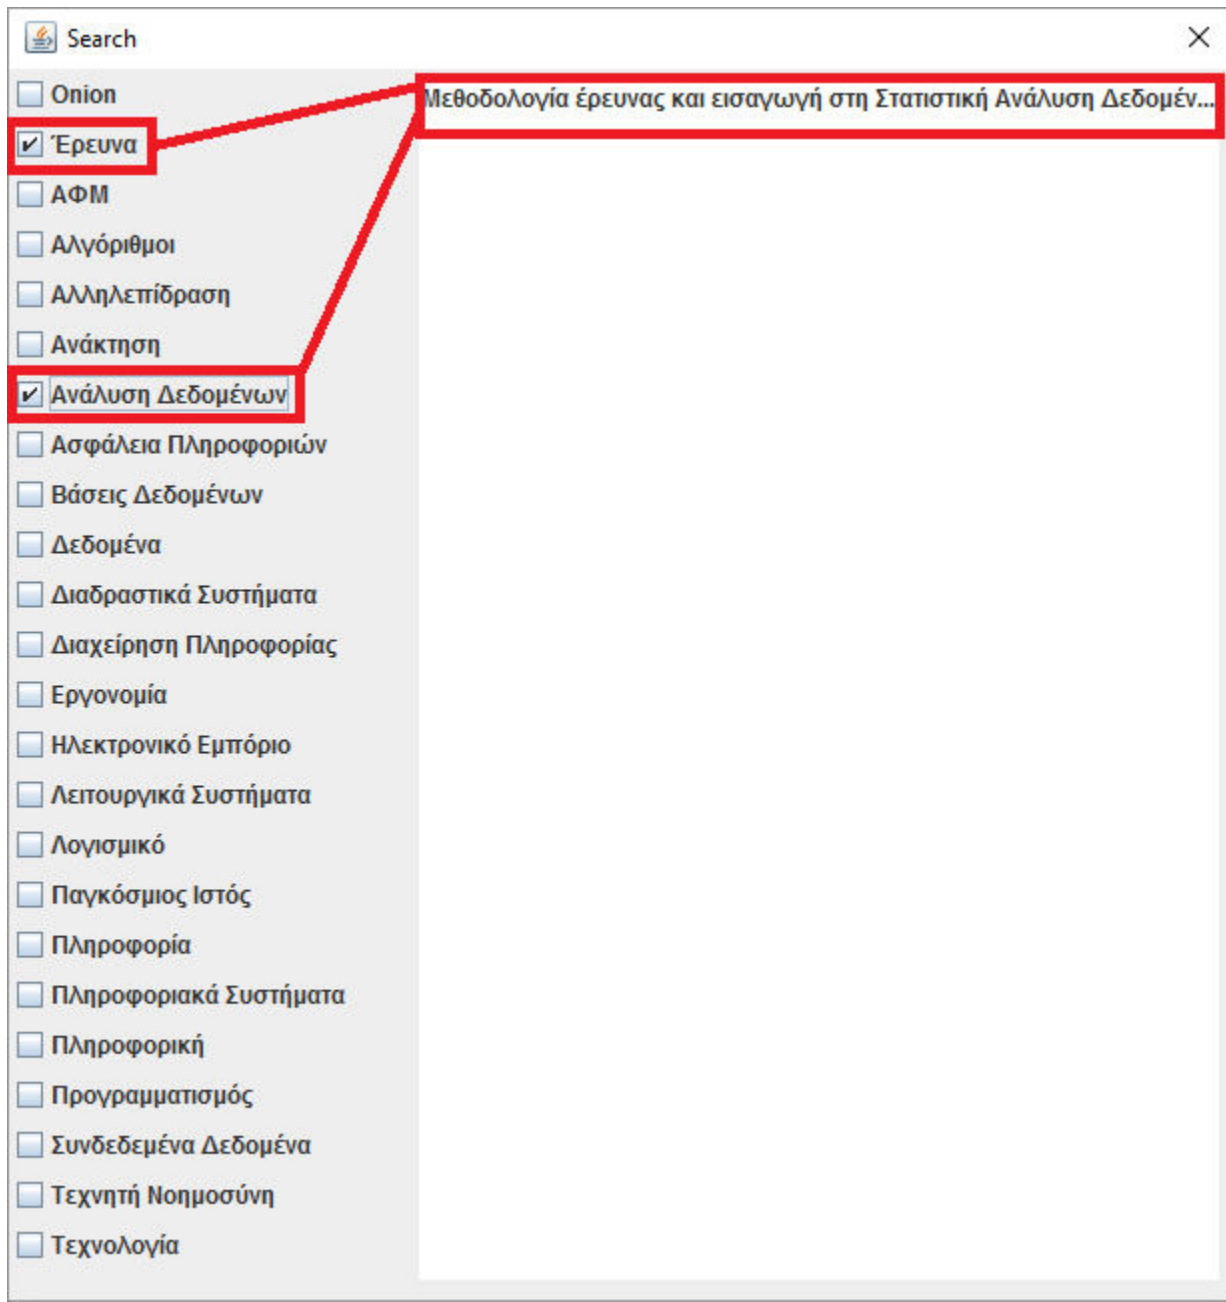 Search
Onion
Μεθοδολογία έρευνας και εισαγωγή στη Στατιστική Ανάλυση Δεδομέν...
Έρευνα
ΑΦΜ
Αλγόριθμοι
Αλληλεπίδραση
Ανάκτηση
Ανάλυση Δεδομένων
Ασφάλεια Πληροφοριών
Βάσεις Δεδομένων
Δεδομένα
Διαδραστικά Συστήματα
Διαχείρηση Πληροφορίας
Εργονομία
Ηλεκτρονικό Εμπόριο
Λειτουργικά Συστήματα
Λογισμικό
Παγκόσμιος Ιστός
Πληροφορία
Πληροφοριακά Συστήματα
Πληροφορική
Προγραμματισμός
Συνδεδεμένα Δεδομένα
Τεχνητή Νοημοσύνη
Τεχνολογία